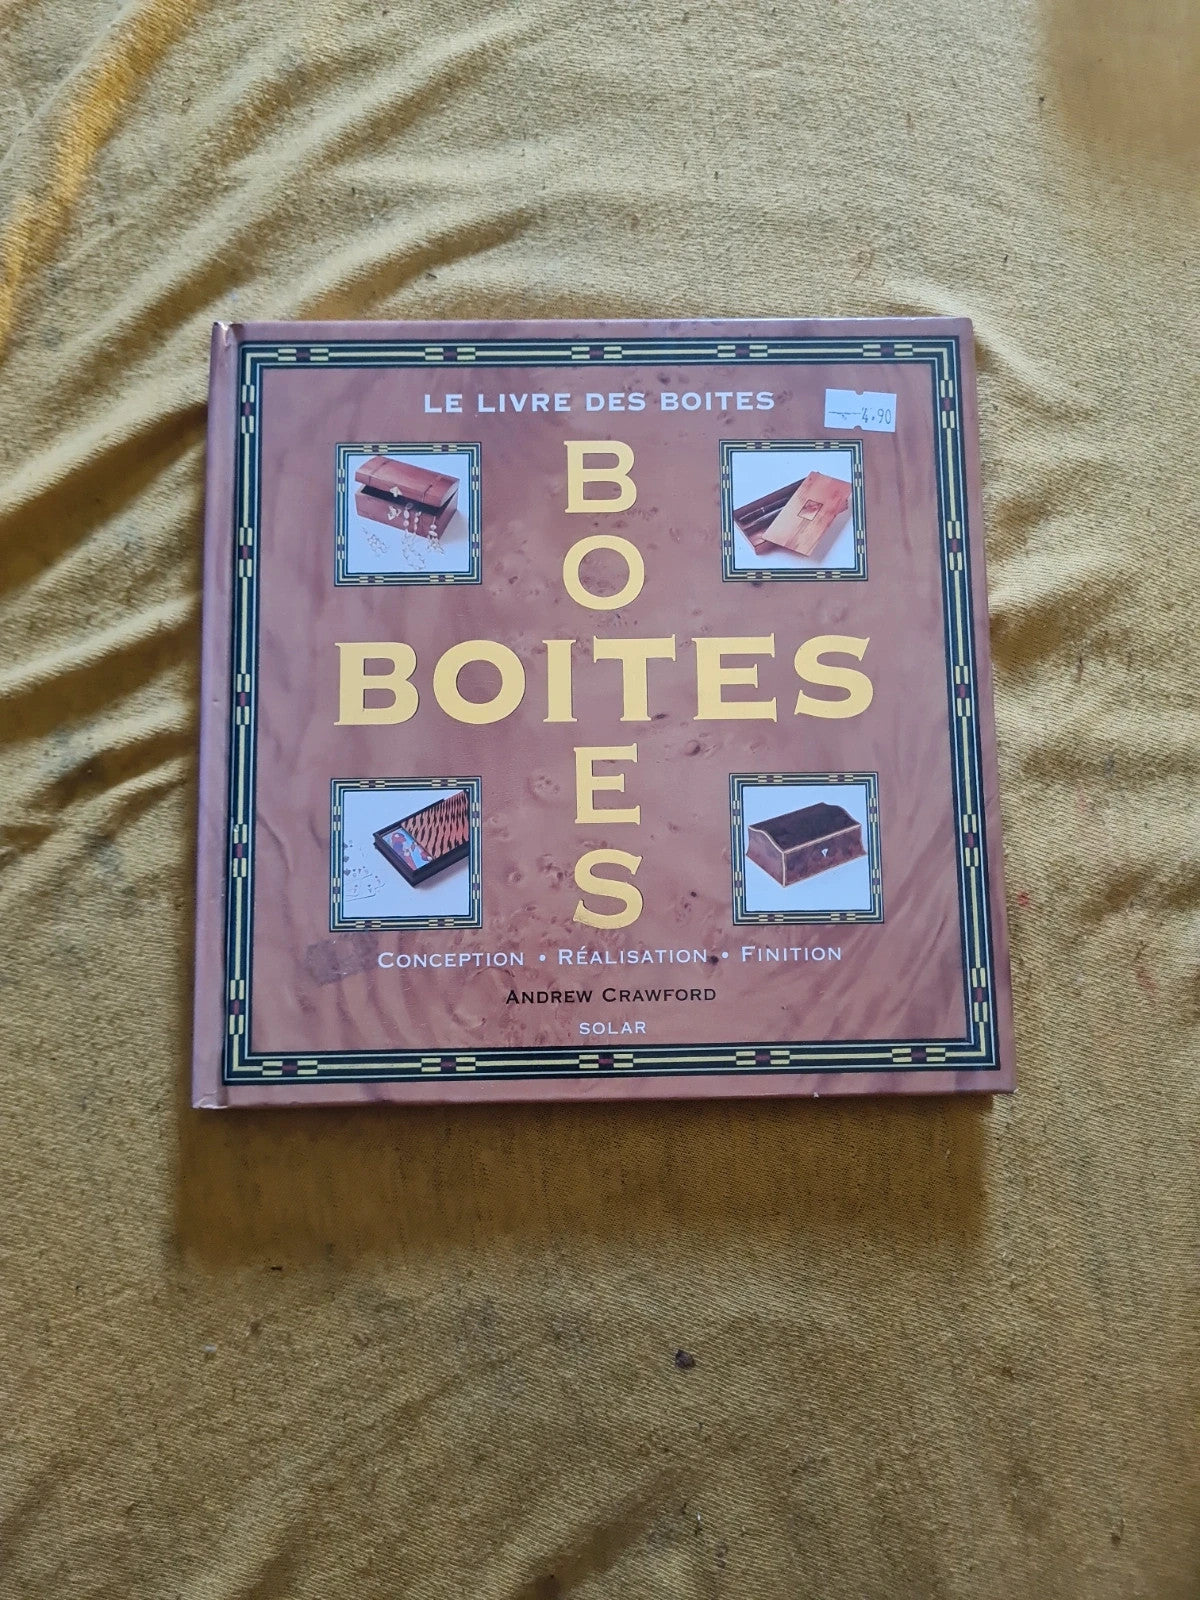 LE LIVRE DES BOITES
4,90
B
O
BOITES
E
S
CONCEPTION • RÉALISATION • FINITION
ANDREW CRAWFORD
SOLAR